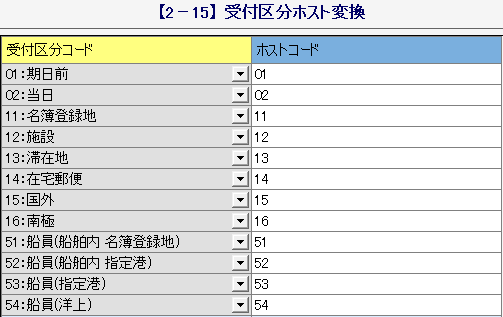 【2－15】受付区分ホスト変換
受付区分コード ホストコード
01:期日前 01
02:当日 02
11:名簿登録地 11
12:施設 12
13:滞在地 13
14:在宅郵便 14
15:国外 15
16:南極 16
51:船員(船舶内 名簿登録地) 51
52:船員(船舶内 指定港) 52
53:船員(指定港) 53
54:船員(洋上) 54